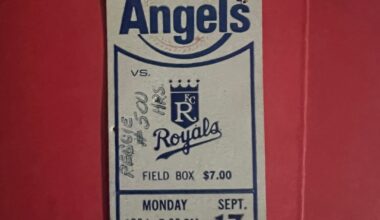 Angels
VS.
KC
R
Royals
REGGIE
#500
HRS
FIELD BOX $7.00
MONDAY SEPT.
17